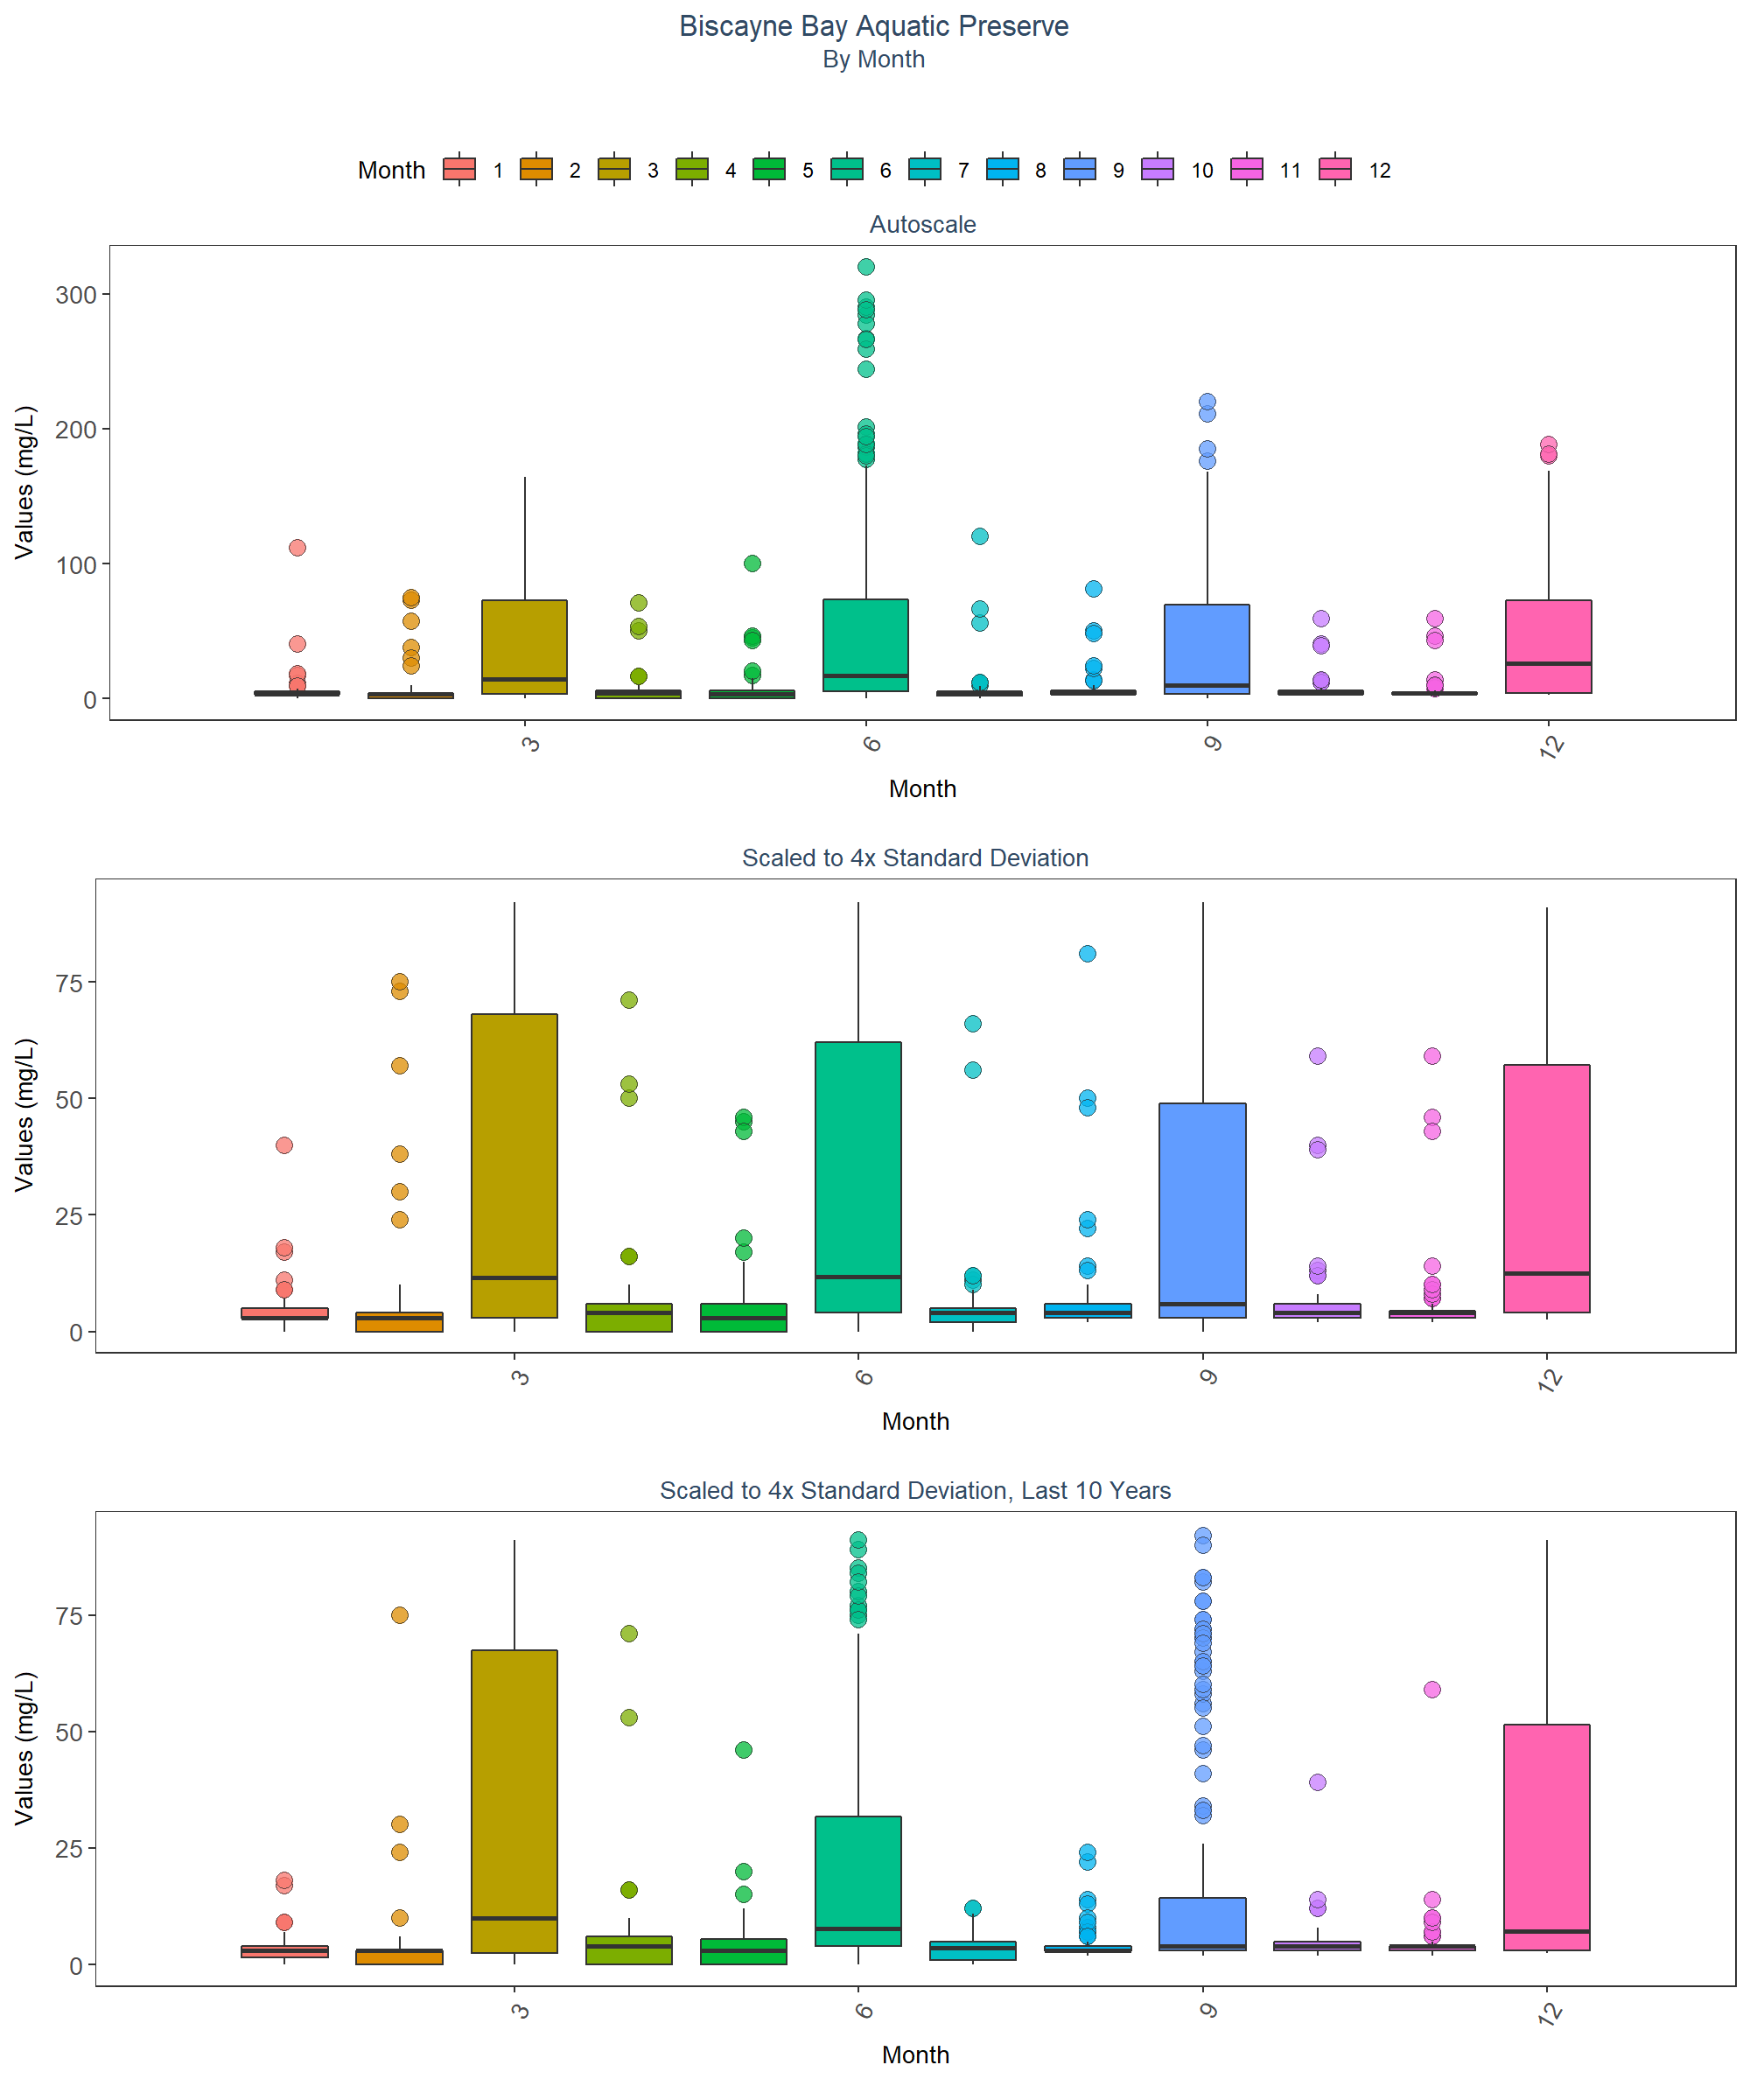 Biscayne Bay Aquatic Preserve
By Month
Month 1 2 3 4 5 6 7 8 9 10 11 12
Autoscale
Values (mg/L)
300
200
100
0
3 6 9 12
Month
Scaled to 4x Standard Deviation
Values (mg/L)
75
50
25
0
3 6 9 12
Month
Scaled to 4x Standard Deviation, Last 10 Years
Values (mg/L)
75
50
25
0
3 6 9 12
Month